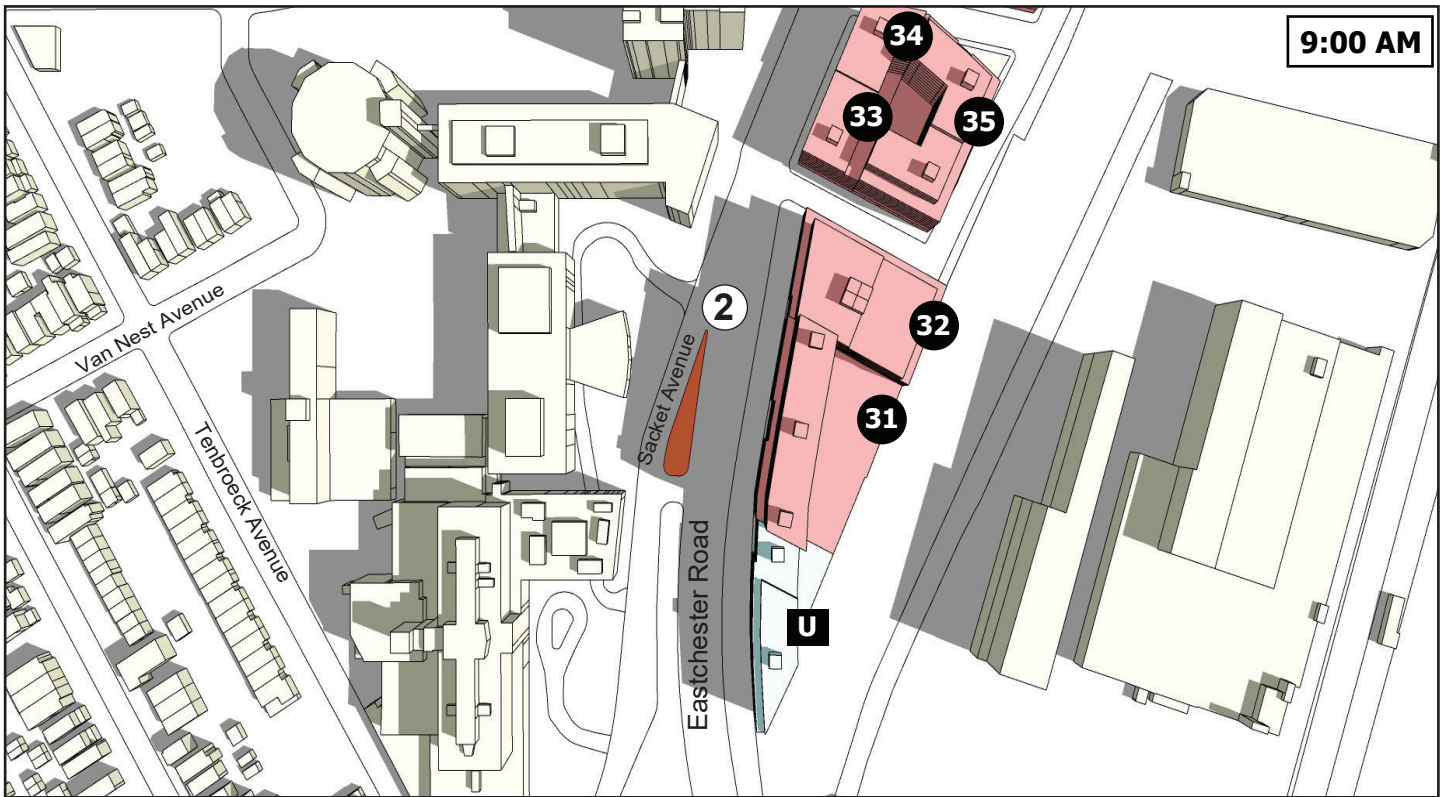 9:00 AM
34
33
35
2
32
31
U
Van Nest Avenue
Tenbroeck Avenue
Sacket Avenue
Eastchester Road